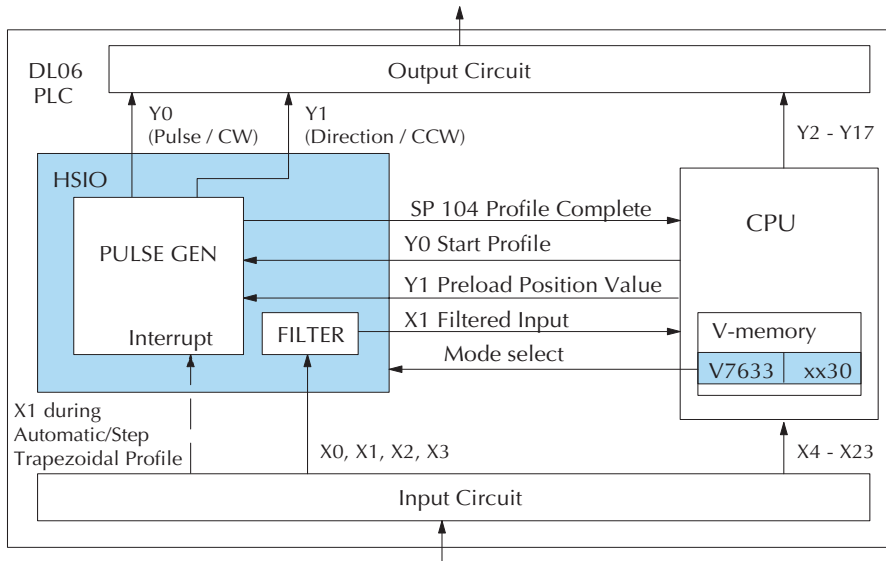 Output Circuit
DL06
PLC
Y0
(Pulse / CW)
Y1
(Direction / CCW)
Y2 - Y17
HSIO
PULSE GEN
Interrupt
FILTER
SP 104 Profile Complete
Y0 Start Profile
Y1 Preload Position Value
X1 Filtered Input
Mode select
CPU
V-memory
V7633 xx30
X1 during
Automatic/Step
Trapezoidal Profile
X0, X1, X2, X3
X4 - X23
Input Circuit